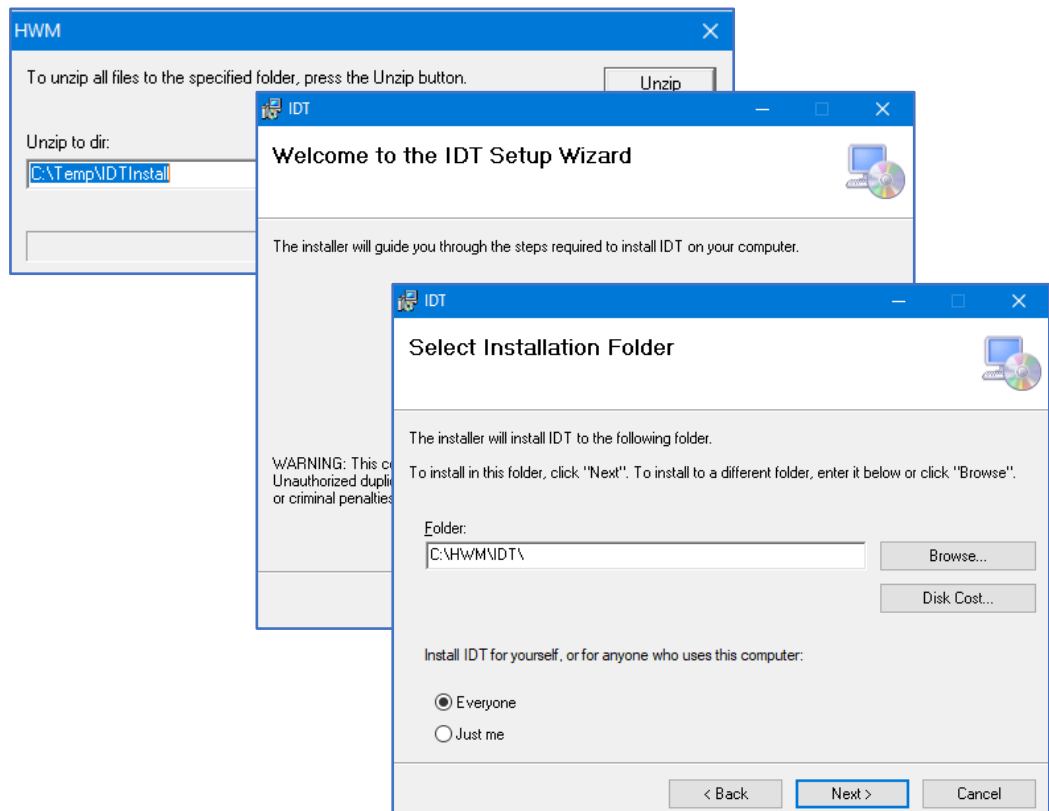 HWM
To unzip all files to the specified folder, press the Unzip button.
Unzip
Unzip to dir:
C:\Temp\IDTInstall
IDT
Welcome to the IDT Setup Wizard
The installer will guide you through the steps required to install IDT on your computer.
WARNING: This
Unauthorized
or criminal penalties
IDT
Select Installation Folder
The installer will install IDT to the following folder.
To install in this folder, click "Next". To install to a different folder, enter it below or click "Browse".
Folder:
C:\HWM\IDT\
Browse...
Disk Cost...
Install IDT for yourself, or for anyone who uses this computer:
Everyone
Just me
< Back
Next >
Cancel